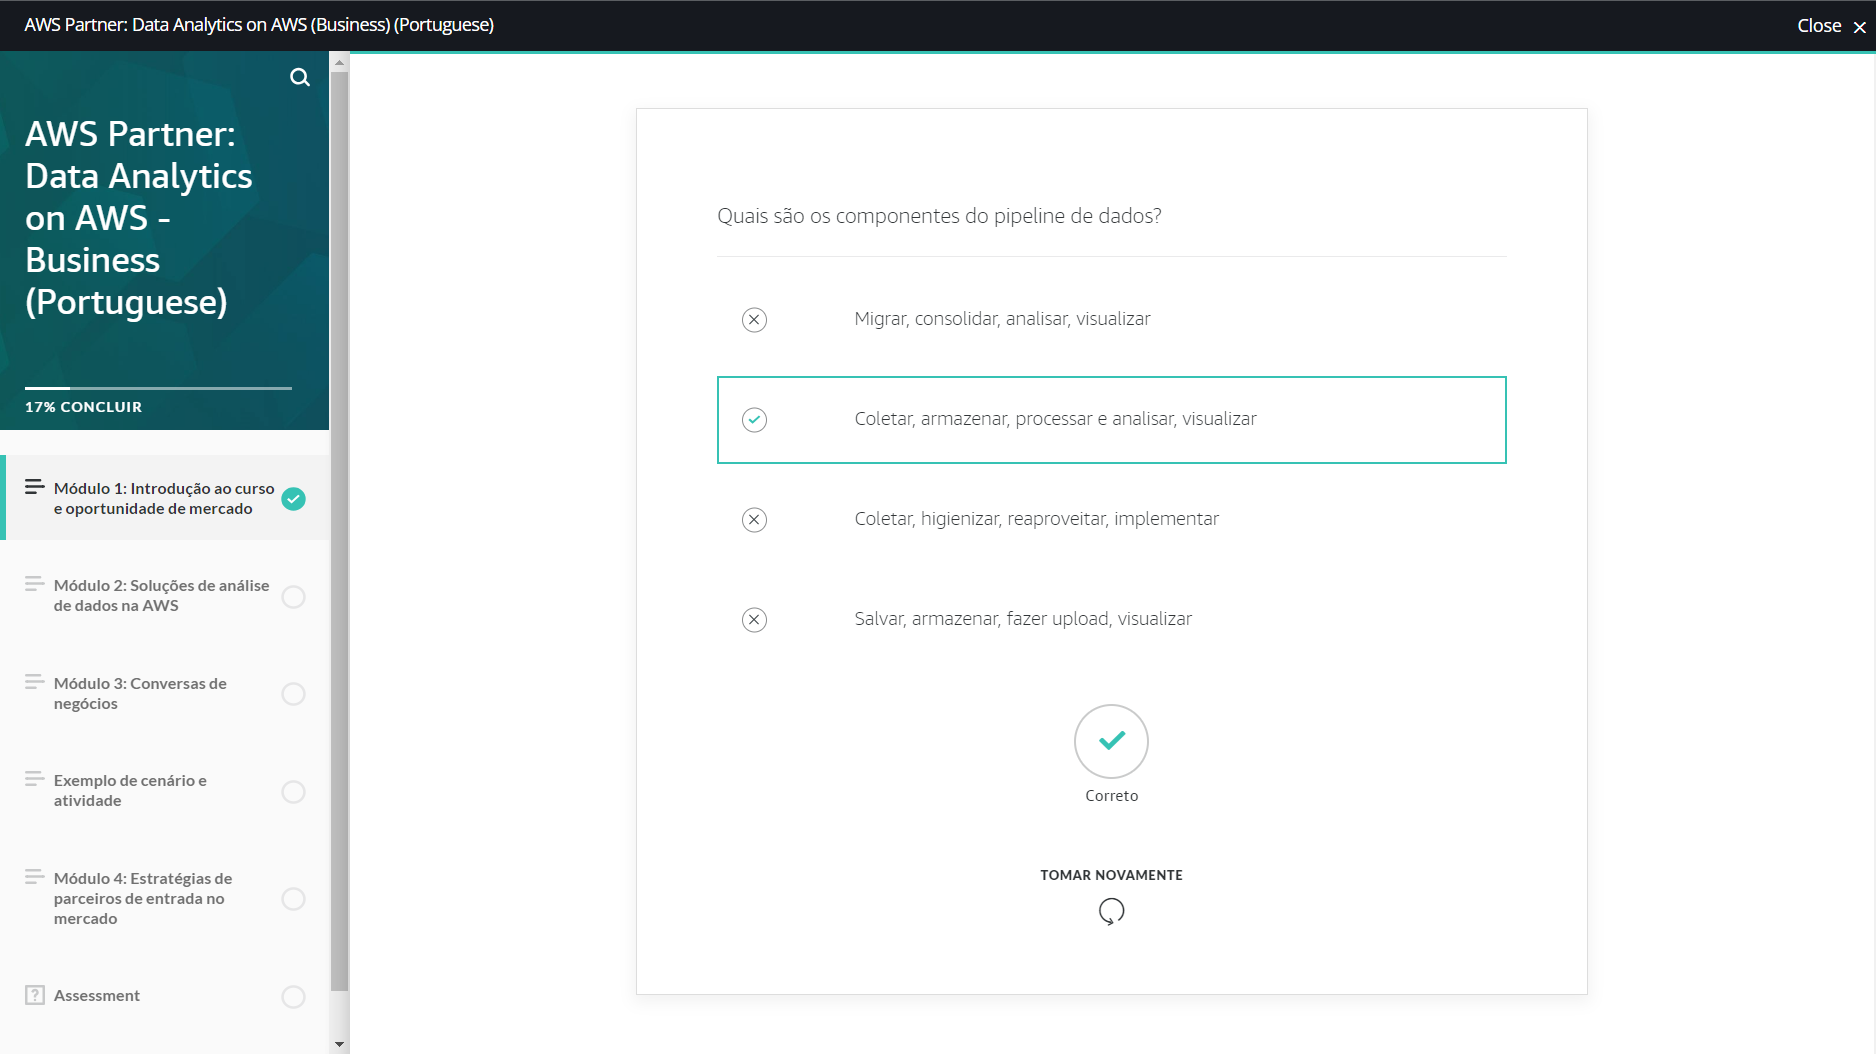 AWS Partner: Data Analytics on AWS (Business) (Portuguese)
Close
AWS Partner:
Data Analytics
on AWS -
Business
(Portuguese)
17% CONCLUIR
Módulo 1: Introdução ao curso
e oportunidade de mercado
Módulo 2: Soluções de análise
de dados na AWS
Módulo 3: Conversas de
negócios
Exemplo de cenário e
atividade
Módulo 4: Estratégias de
parceiros de entrada no
mercado
Assessment
Quais são os componentes do pipeline de dados?
Migrar, consolidar, analisar, visualizar
Coletar, armazenar, processar e analisar, visualizar
Coletar, higienizar, reaproveitar, implementar
Salvar, armazenar, fazer upload, visualizar
Correto
TOMAR NOVAMENTE